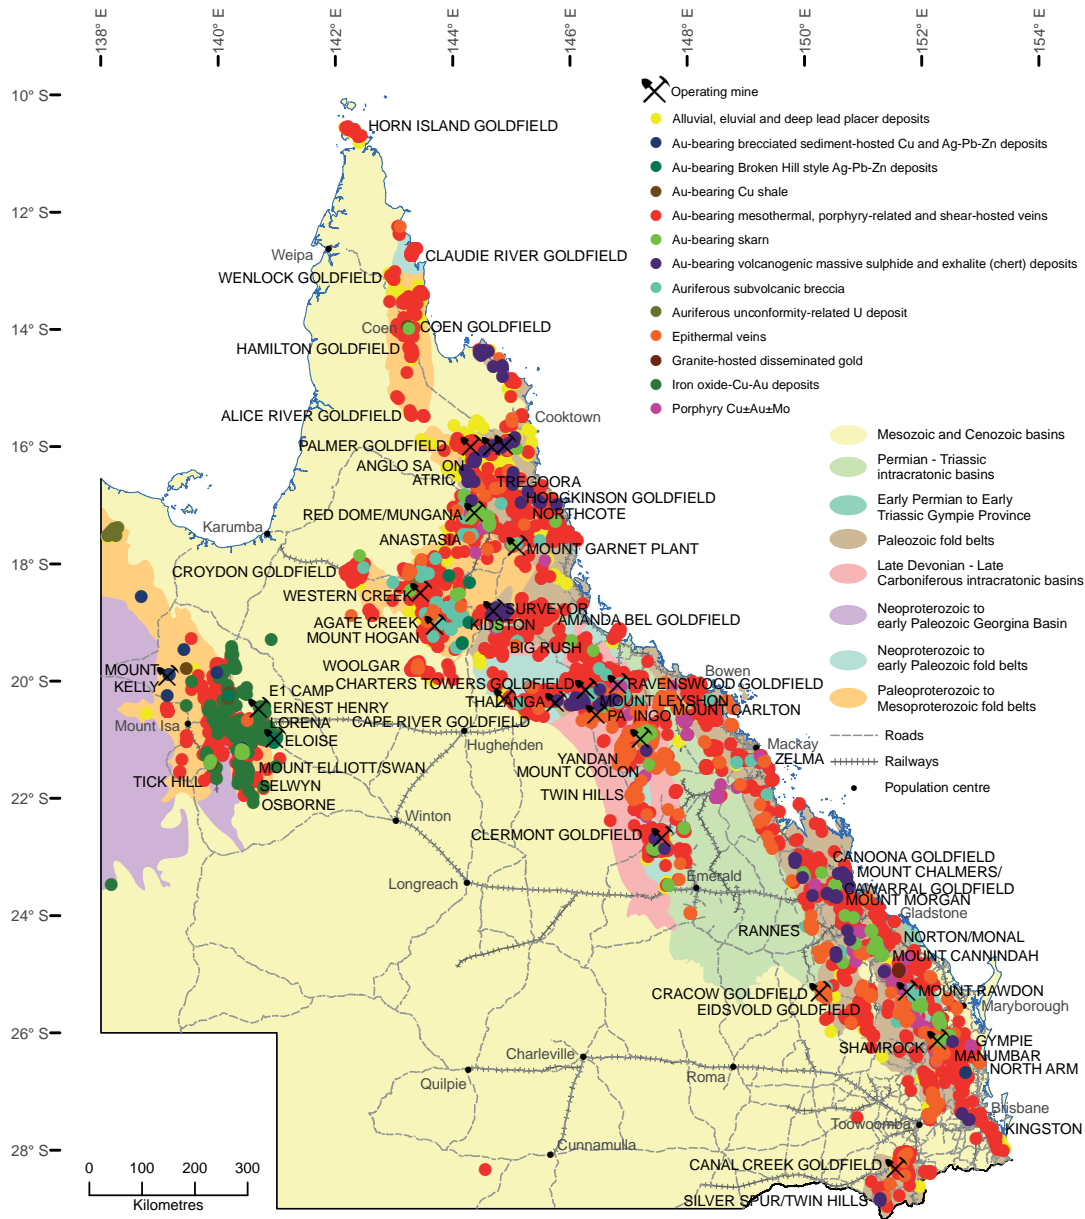 138° E
140° E
142° E
144° E
146° E
148° E
150° E
152° E
154° E
10° S
12° S
14° S
16° S
18° S
20° S
22° S
24° S
26° S
28° S
Operating mine
Alluvial, eluvial and deep lead placer deposits
Au-bearing brecciated sediment-hosted Cu and Ag-Pb-Zn deposits
Au-bearing Broken Hill style Ag-Pb-Zn deposits
Au-bearing Cu shale
Au-bearing mesothermal, porphyry-related and shear-hosted veins
Au-bearing skarn
Au-bearing volcanogenic massive sulphide and exhalite (chert) deposits
Auriferous subvolcanic breccia
Auriferous unconformity-related U deposit
Epithermal veins
Granite-hosted disseminated gold
Iron oxide-Cu-Au deposits
Porphyry Cu±Au±Mo
Mesozoic and Cenozoic basins
Permian - Triassic
intracratonic basins
Early Permian to Early
Triassic Gympie Province
Paleozoic fold belts
Late Devonian - Late
Carboniferous intracratonic basins
Neoproterozoic to
early Paleozoic Georgina Basin
Neoproterozoic to
early Paleozoic fold belts
Paleoproterozoic to
Mesoproterozoic fold belts
Roads
Railways
Population centre
HORN ISLAND GOLDFIELD
Weipa
CLAUDIE RIVER GOLDFIELD
WENLOCK GOLDFIELD
Coen
COEN GOLDFIELD
HAMILTON GOLDFIELD
ALICE RIVER GOLDFIELD
Cooktown
PALMER GOLDFIELD
ANGLO SA ON
ATRIC
TREGOORA
HODGKINSON GOLDFIELD
RED DOME/MUNGANA
NORTHCOTE
Karumba
ANASTASIA
MOUNT GARNET PLANT
CROYDON GOLDFIELD
WESTERN CREEK
SURVEYOR
AGATE CREEK
KIDSTON
AMANDA BEL GOLDFIELD
MOUNT HOGAN
BIG RUSH
WOOLGAR
MOUNT
KELLY
CHARTERS TOWERS GOLDFIELD
RAVENSWOOD GOLDFIELD
Bowen
E1 CAMP
ERNEST HENRY
THALANGA
MOUNT LEYSHON
MOUNT CARLTON
PA INGO
LORENA
CAPE RIVER GOLDFIELD
Mount Isa
ELOISE
Hughenden
Mackay
ZELMA
YANDAN
MOUNT COOLON
MOUNT ELLIOTT/SWAN
TICK HILL
SELWYN
OSBORNE
TWIN HILLS
Winton
CLERMONT GOLDFIELD
Longreach
Emerald
CANOONA GOLDFIELD
MOUNT CHALMERS/
CAWARRAL GOLDFIELD
MOUNT MORGAN
Gladstone
RANNES
NORTON/MONAL
MOUNT CANNINDAH
CRACOW GOLDFIELD
MOUNT RAWDON
EIDSVOLD GOLDFIELD
Maryborough
SHAMROCK
GYMPIE
MANUMBAR
NORTH ARM
Charleville
Quilpie
Roma
Brisbane
Toowoomba
KINGSTON
Cunnamulla
CANAL CREEK GOLDFIELD
SILVER SPUR/TWIN HILLS
0 100 200 300
Kilometres